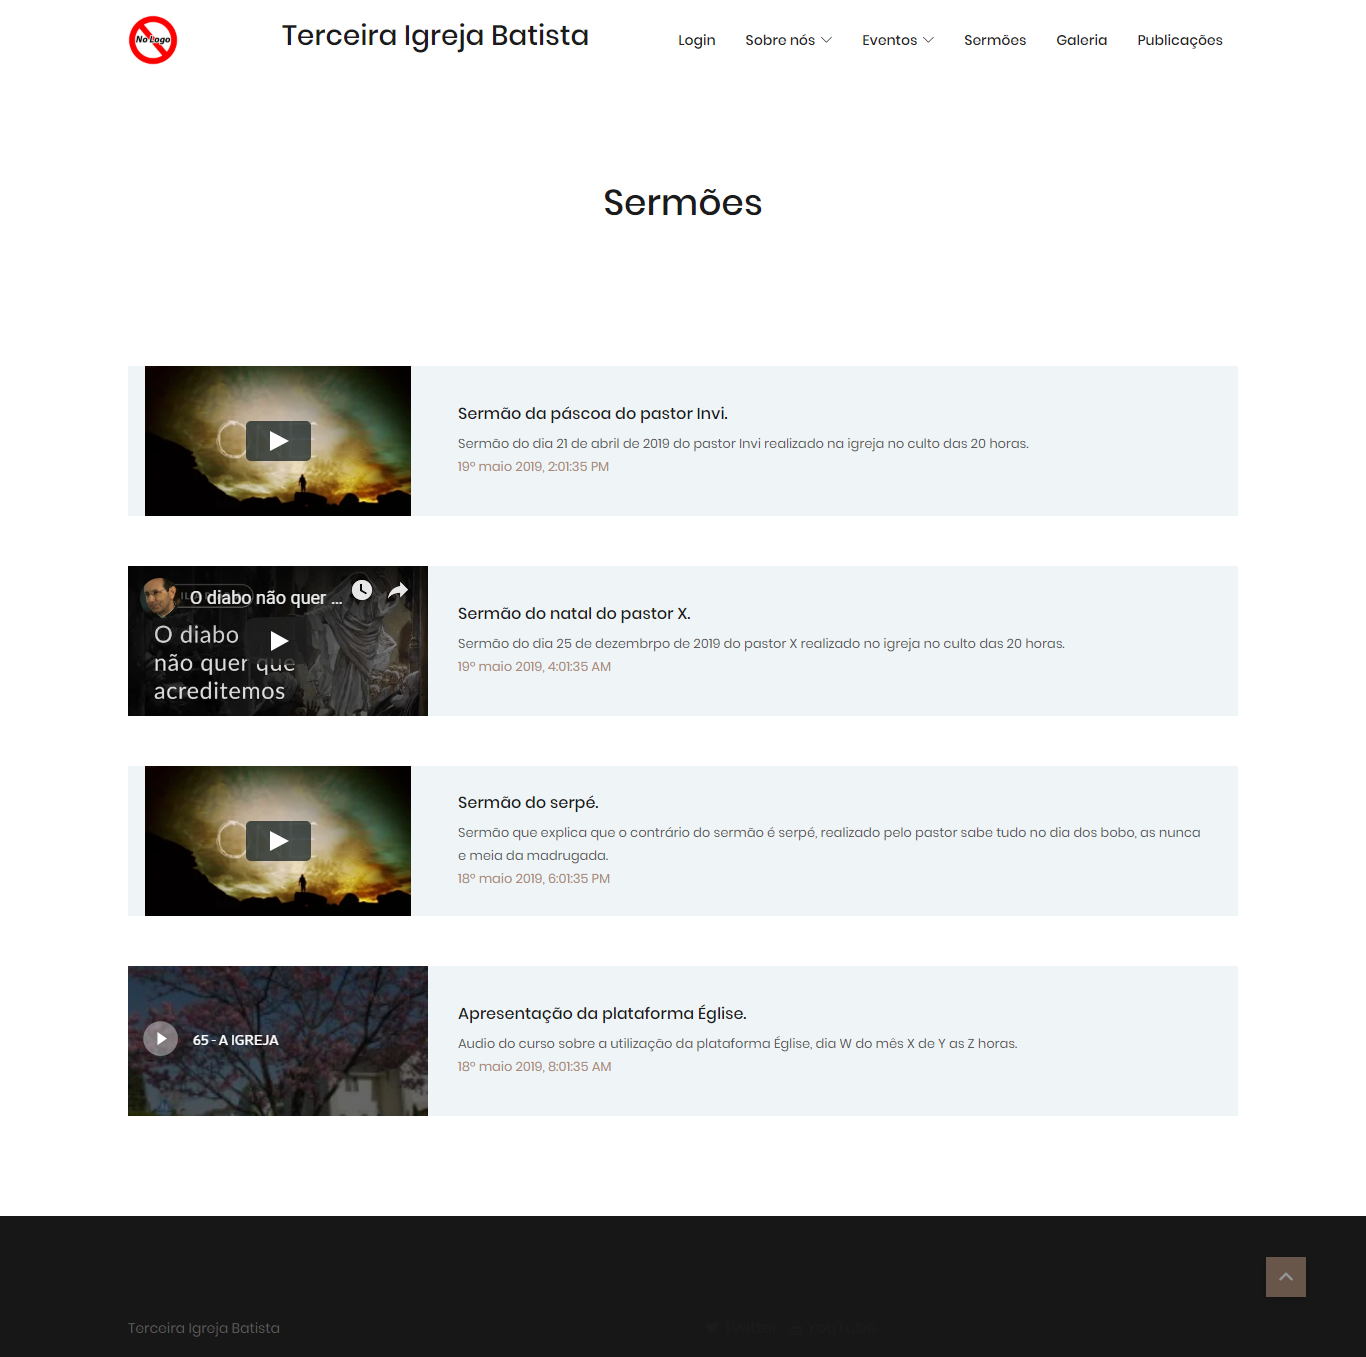 No Logo
Terceira Igreja Batista
Login
Sobre nós
Eventos
Sermões
Galeria
Publicações
Sermões
Sermão da páscoa do pastor Invi.
Sermão do dia 21 de abril de 2019 do pastor Invi realizado na igreja no culto das 20 horas.
19º maio 2019, 2:01:35 PM
O diabo não quer ...
O diabo
não quer que
acreditemos
Sermão do natal do pastor X.
Sermão do dia 25 de dezembrpo de 2019 do pastor X realizado no igreja no culto das 20 horas.
19º maio 2019, 4:01:35 AM
Sermão do serpé.
Sermão que explica que o contrário do sermão é serpé, realizado pelo pastor sabe tudo no dia dos bobo, as nunca
e meia da madrugada.
18º maio 2019, 6:01:35 PM
65 - A IGREJA
Apresentação da plataforma Église.
Audio do curso sobre a utilização da plataforma Église, dia W do mês X de Y as Z horas.
18º maio 2019, 8:01:35 AM
Terceira Igreja Batista